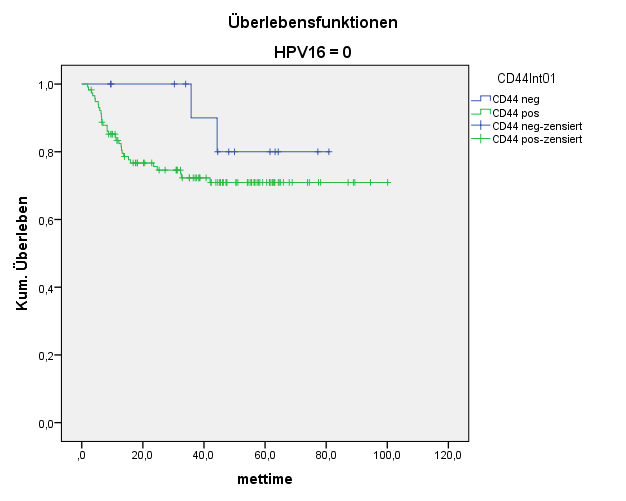 Überlebensfunktionen
HPV16 = 0
CD44Int01
CD44 neg
CD44 pos
CD44 neg-zensiert
CD44 pos-zensiert
Kum. Überleben
1,0
0,8
0,6
0,4
0,2
0,0
,0 20,0 40,0 60,0 80,0 100,0 120,0
mettime